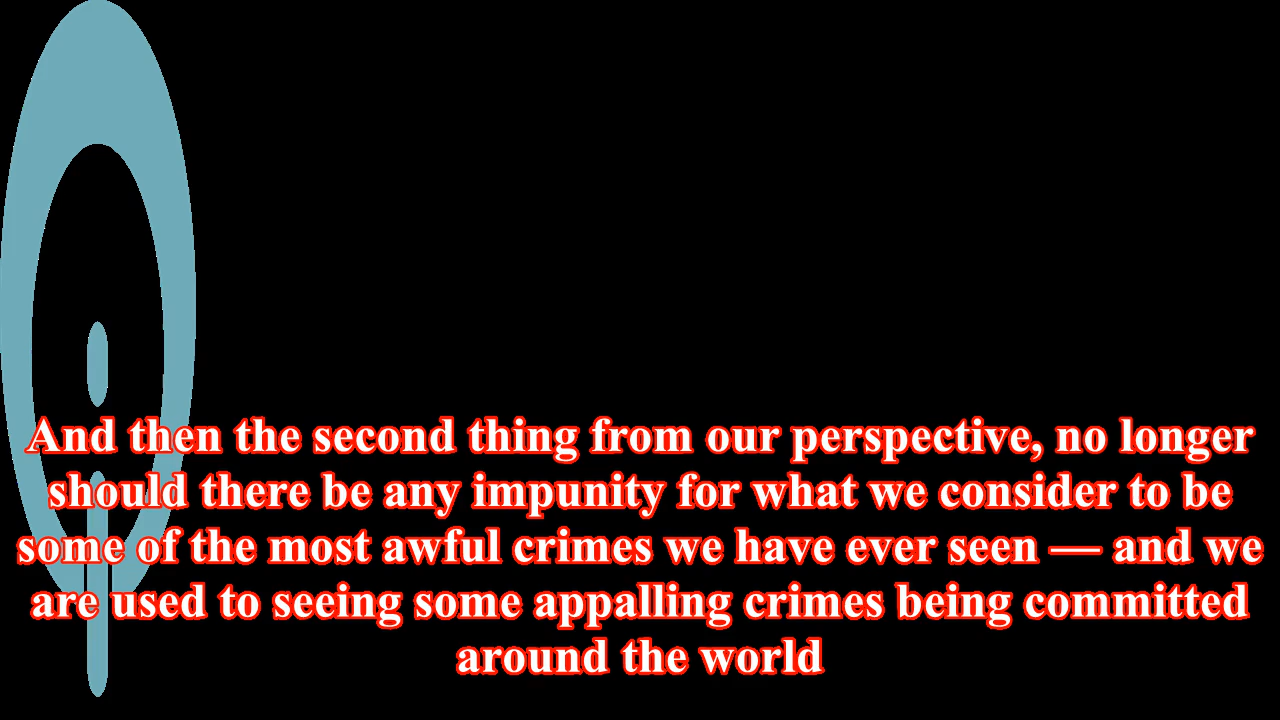 And then the second thing from our perspective, no longer
should there be any impunity for what we consider to be
some of the most awful crimes we have ever seen — and we
are used to seeing some appalling crimes being committed
around the world